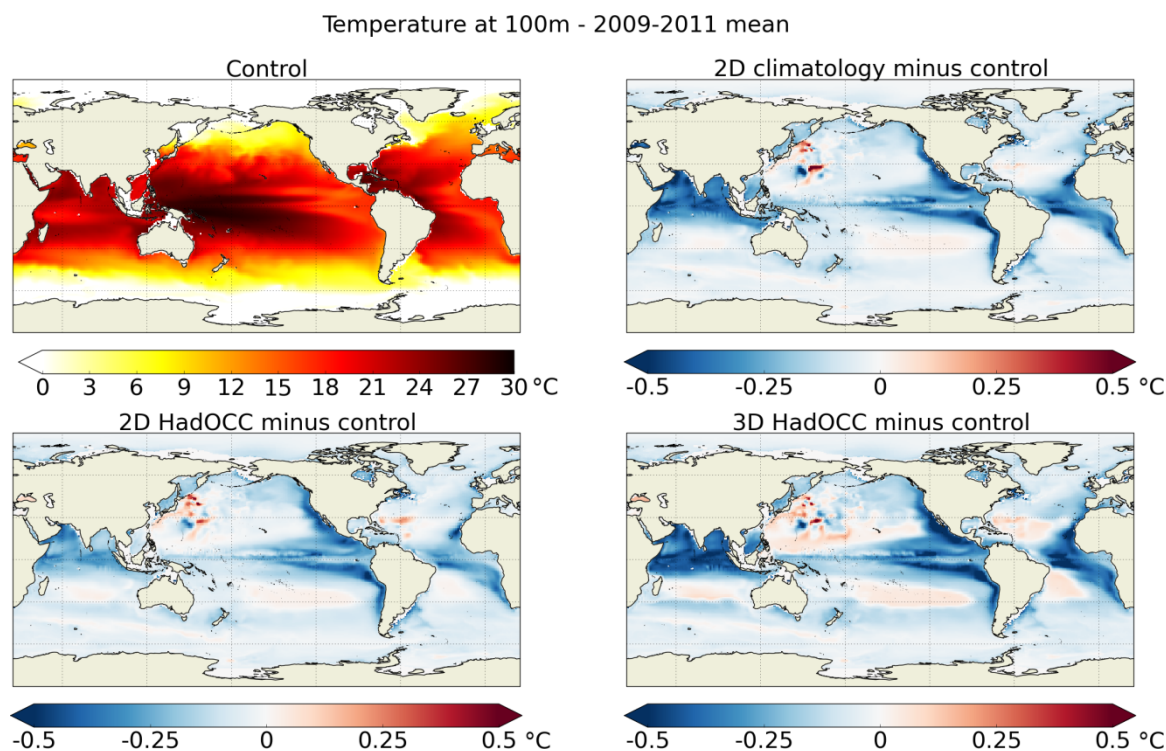 Temperature at 100m - 2009-2011 mean
Control
2D climatology minus control
0 3 6 9 12 15 18 21 24 27 30 °C
-0.5 -0.25 0 0.25 0.5 °C
2D HadOCC minus control
3D HadOCC minus control
-0.5 -0.25 0 0.25 0.5 °C
-0.5 -0.25 0 0.25 0.5 °C